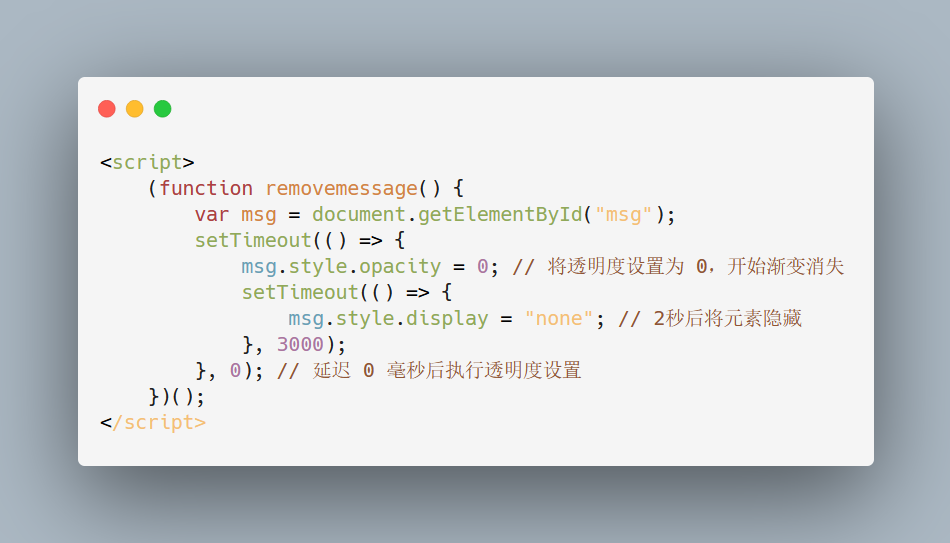 <script>
    (function removemessage() {
        var msg = document.getElementById("msg");
        setTimeout(() => {
            msg.style.opacity = 0; // 将透明度设置为 0，开始渐变消失
            setTimeout(() => {
                msg.style.display = "none"; // 2秒后将元素隐藏
            }, 3000);
        }, 0); // 延迟 0 毫秒后执行透明度设置
    })();
</script>